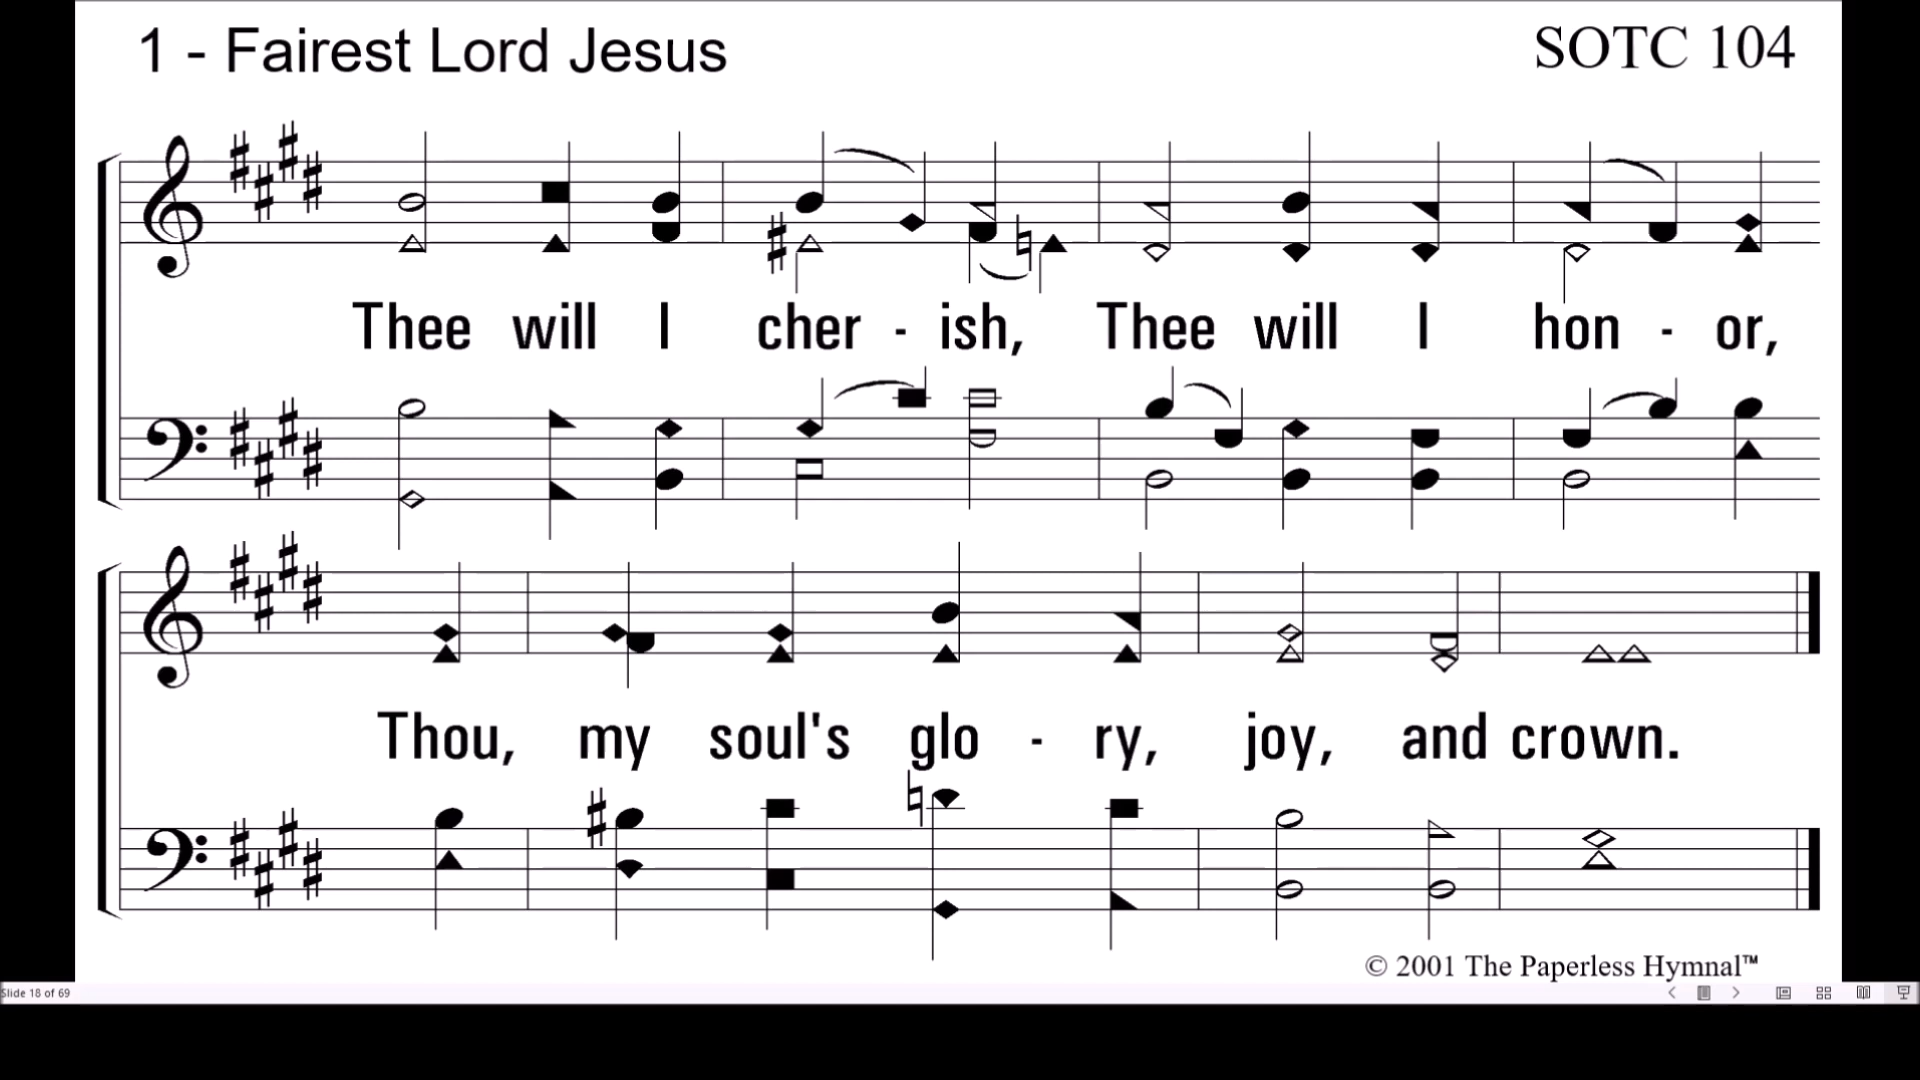 1 - Fairest Lord Jesus
SOTC 104
Thee will I cher - ish, Thee will I hon - or,
Thou, my soul's glo - ry, joy, and crown.
© 2001 The Paperless Hymnal™
Slide 18 of 69